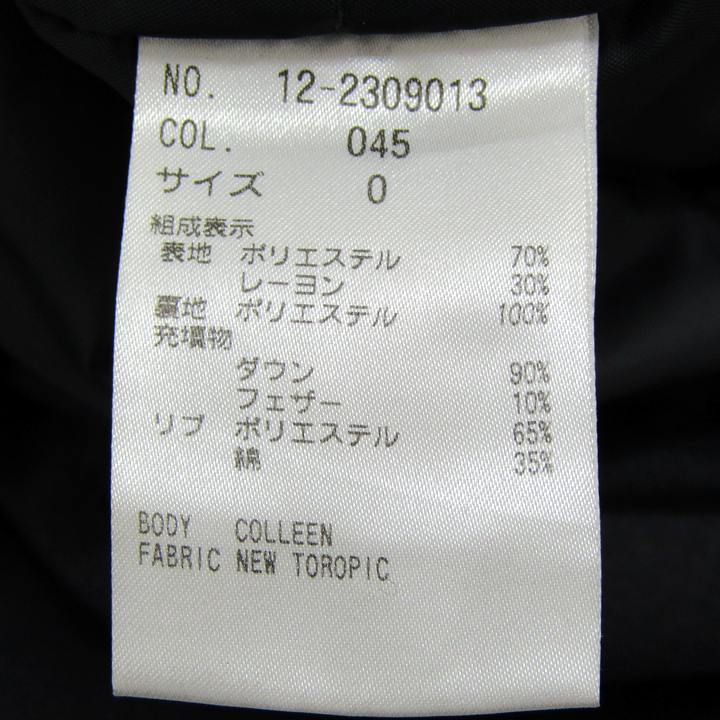 NO. 12-2309013
COL. 045
サイズ 0
組成表示
表地 ポリエステル 70%
レーヨン 30%
裏地 ポリエステル 100%
充填物
ダウン 90%
フェザー 10%
リブ ポリエステル 65%
綿 35%
BODY COLLEEN
FABRIC NEW TOROPIC